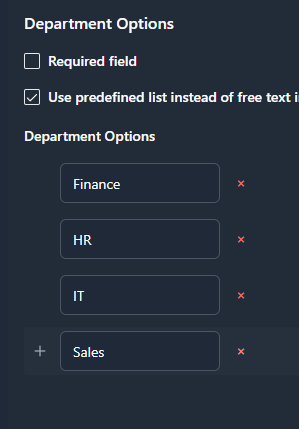 Department Options
Required field
Use predefined list instead of free text
Department Options
Finance
HR
IT
Sales